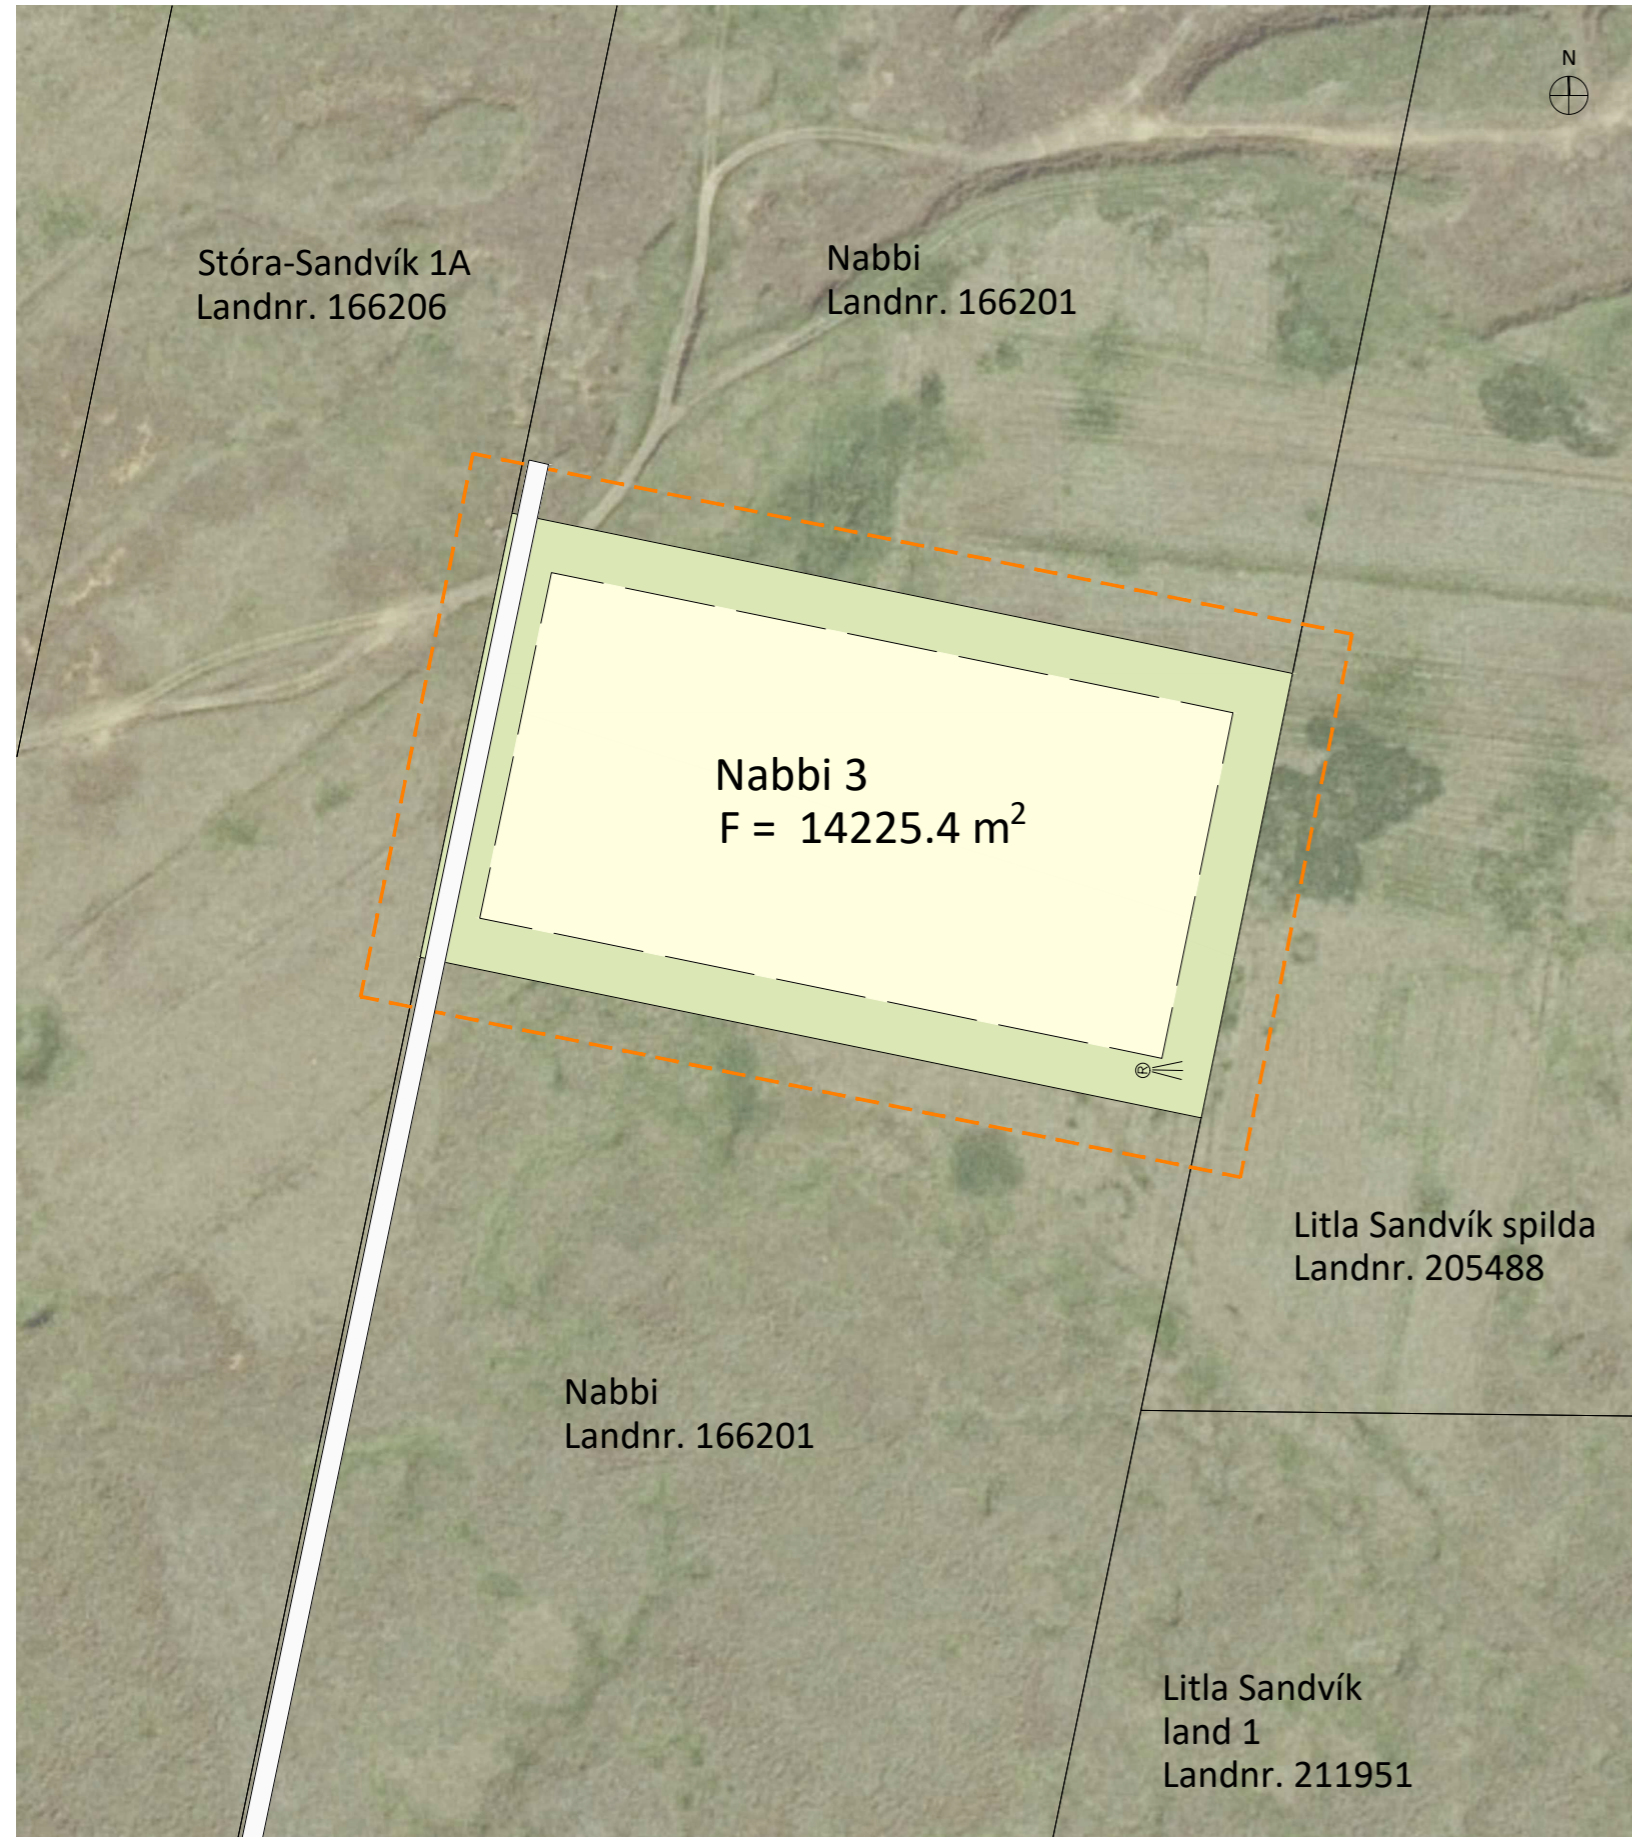 N
Stóra-Sandvík 1A
Landnr. 166206
Nabbi
Landnr. 166201
Nabbi 3
F = 14225.4 m²
R
Litla Sandvík spilda
Landnr. 205488
Nabbi
Landnr. 166201
Litla Sandvík
land 1
Landnr. 211951